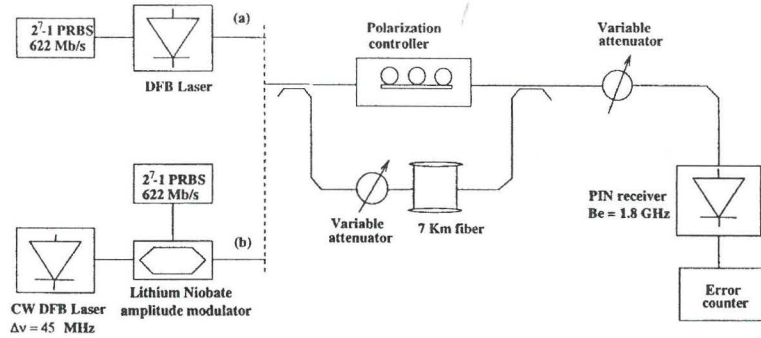 2⁷-1 PRBS
622 Mb/s
DFB Laser
(a)
Polarization
controller
Variable
attenuator
2⁷-1 PRBS
622 Mb/s
(b)
CW DFB Laser
Δν = 45 MHz
Lithium Niobate
amplitude modulator
Variable
attenuator
7 Km fiber
PIN receiver
Be = 1.8 GHz
Error
counter